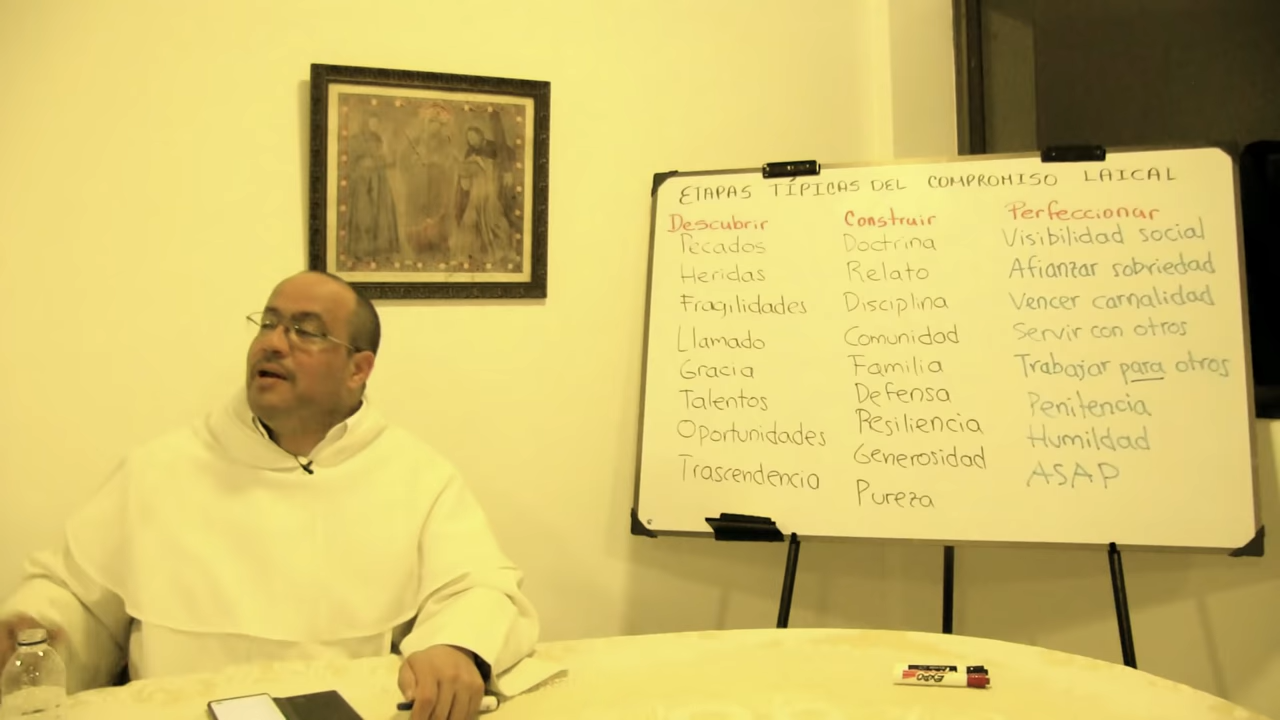 ETAPAS TÍPICAS DEL COMPROMISO LAICAL
Descubrir
Pecados
Heridas
Fragilidades
Llamado
Gracia
Talentos
Oportunidades
Trascendencia
Construir
Doctrina
Relato
Disciplina
Comunidad
Familia
Defensa
Resiliencia
Generosidad
Pureza
Perfeccionar
Visibilidad social
Afianzar sobriedad
Vencer carnalidad
Servir con otros
Trabajar para otros
Penitencia
Humildad
ASAP
EXPO